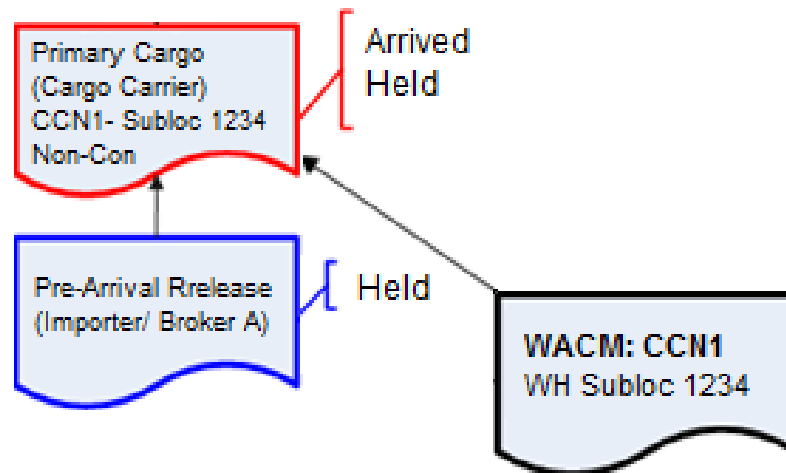 Primary Cargo
(Cargo Carrier)
CCN1- Subloc 1234
Non-Con
Arrived
Held
Pre-Arrival Rrelease
(Importer/ Broker A)
Held
WACM: CCN1
WH Subloc 1234